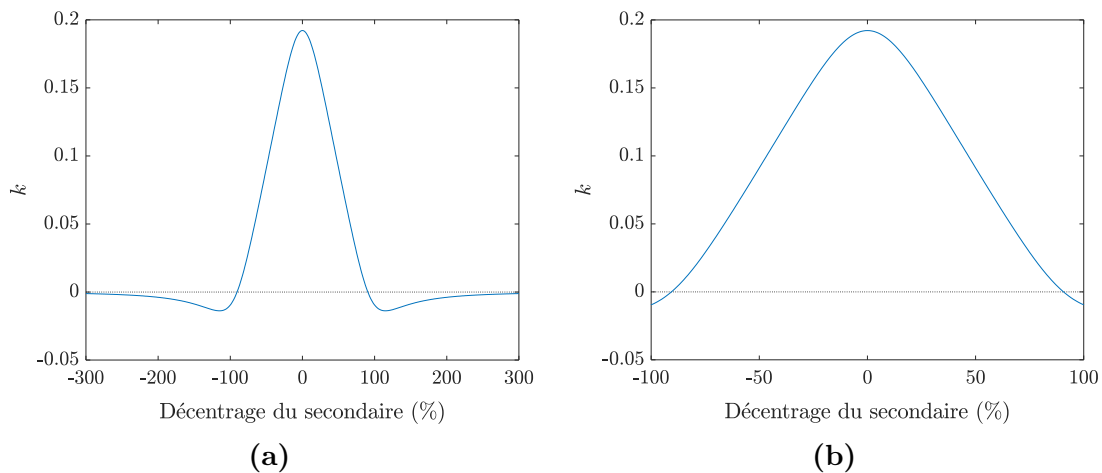 0.2
0.15
0.1
0.05
0
-0.05
k
-300 -200 -100 0 100 200 300
Décentrage du secondaire (%)
(a)
0.2
0.15
0.1
0.05
0
-0.05
k
-100 -50 0 50 100
Décentrage du secondaire (%)
(b)